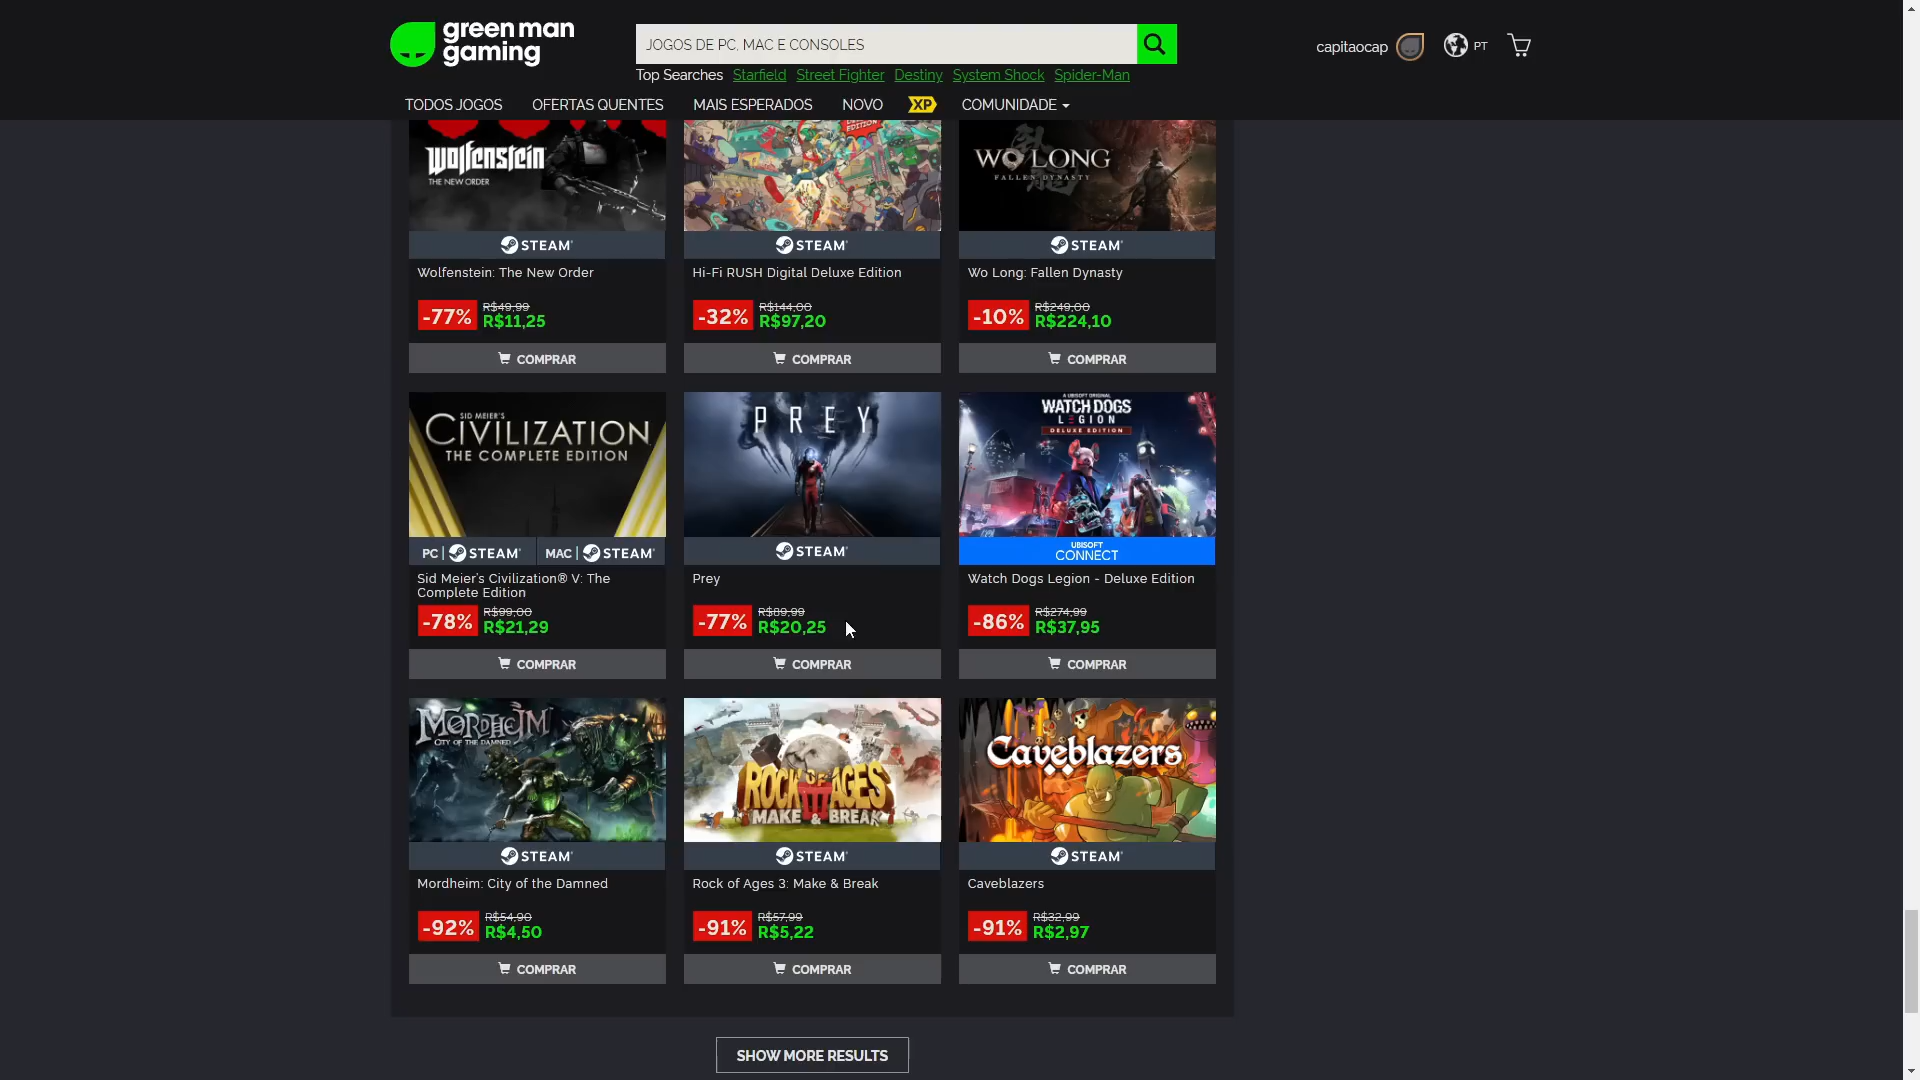 green man
gaming
JOGOS DE PC, MAC E CONSOLES
capitaocap
PT
Top Searches Starfield Street Fighter Destiny System Shock Spider-Man
TODOS JOGOS OFERTAS QUENTES MAIS ESPERADOS NOVO XP COMUNIDADE
Wolfenstein
THE NEW ORDER
STEAM
Wolfenstein: The New Order
-77% R$49,99
R$11,25
COMPRAR
EDITION
STEAM
Hi-Fi RUSH Digital Deluxe Edition
-32% R$144,00
R$97,20
COMPRAR
WO LONG
FALLEN DYNASTY
STEAM
Wo Long: Fallen Dynasty
-10% R$249,00
R$224,10
COMPRAR
SID MEIER'S
CIVILIZATION
THE COMPLETE EDITION
PC | STEAM MAC | STEAM
Sid Meier's Civilization® V: The
Complete Edition
-78% R$99,00
R$21,29
COMPRAR
PREY
STEAM
Prey
-77% R$89,99
R$20,25
COMPRAR
A UBISOFT ORIGINAL
WATCH DOGS
LEGION
DELUXE EDITION
UBISOFT
CONNECT
Watch Dogs Legion - Deluxe Edition
-86% R$274,99
R$37,95
COMPRAR
MORDHEIM
CITY OF THE DAMNED
STEAM
Mordheim: City of the Damned
-92% R$54,90
R$4,50
COMPRAR
ROCK OF AGES
III
MAKE & BREAK
STEAM
Rock of Ages 3: Make & Break
-91% R$57,99
R$5,22
COMPRAR
Caveblazers
STEAM
Caveblazers
-91% R$32,99
R$2,97
COMPRAR
SHOW MORE RESULTS